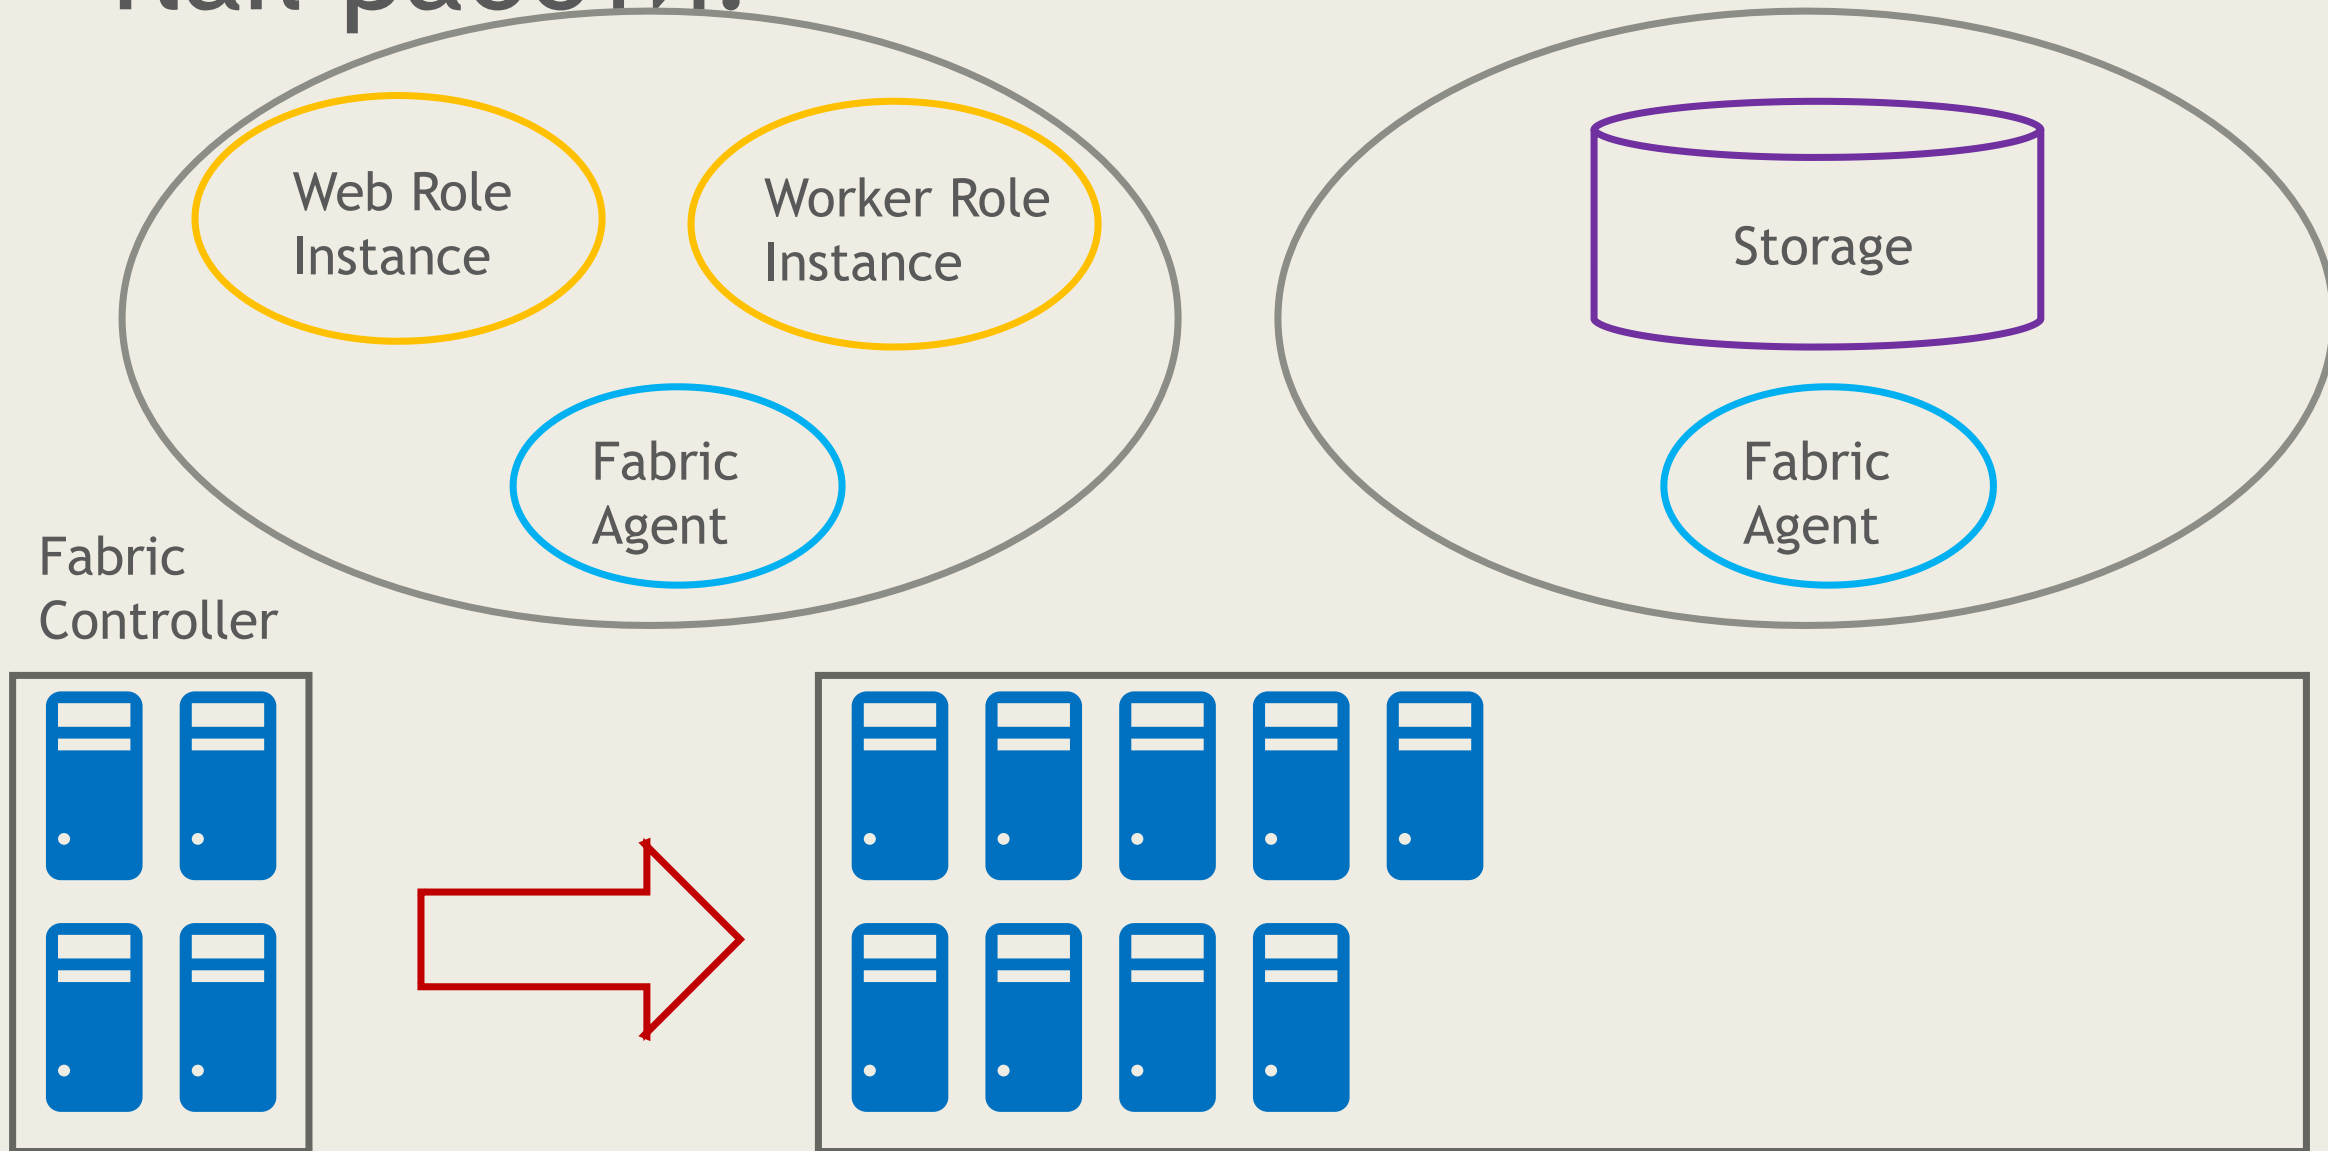 Web Role
Instance
Worker Role
Instance
Storage
Fabric
Agent
Fabric
Agent
Fabric
Controller